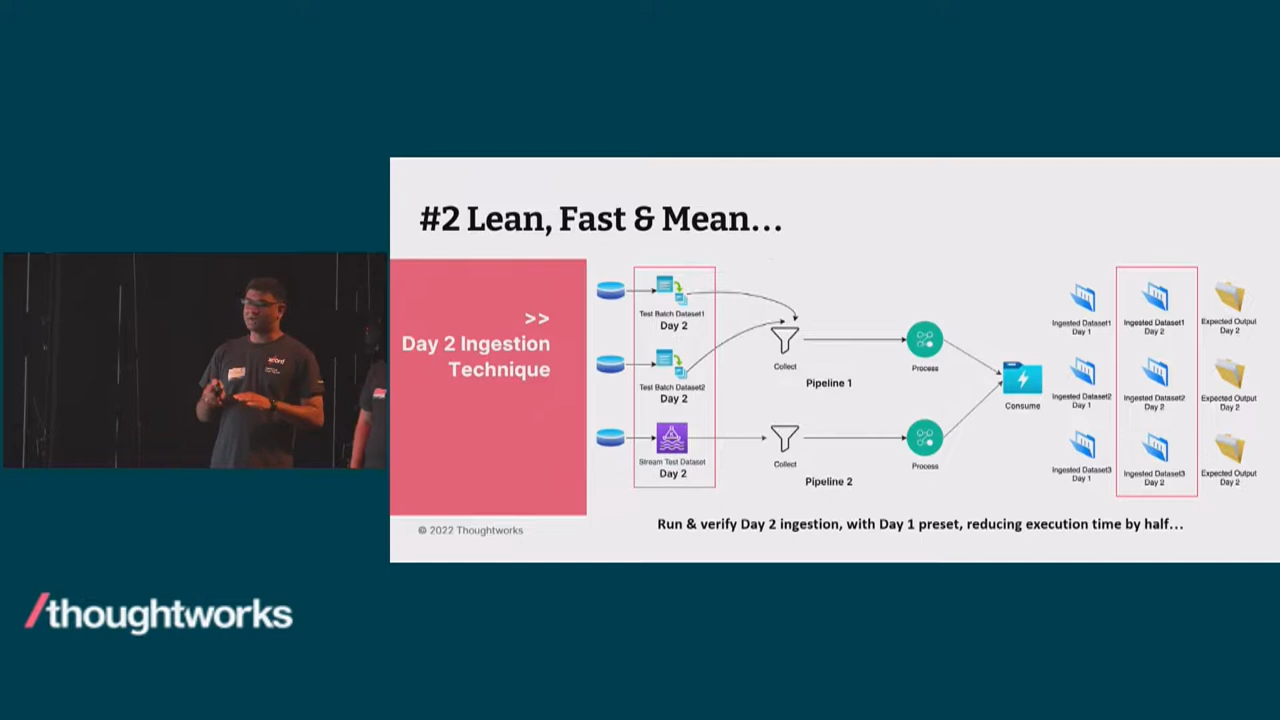 #2 Lean, Fast & Mean...
>>
Day 2 Ingestion
Technique
Test Batch Dataset1
Day 2
Test Batch Dataset2
Day 2
Stream Test Dataset
Day 2
Collect
Pipeline 1
Collect
Pipeline 2
Process
Process
Consume
Ingested Dataset1
Day 1
Ingested Dataset1
Day 2
Expected Output
Day 2
Ingested Dataset2
Day 1
Ingested Dataset2
Day 2
Expected Output
Day 2
Ingested Dataset3
Day 1
Ingested Dataset3
Day 2
Expected Output
Day 2
Run & verify Day 2 ingestion, with Day 1 preset, reducing execution time by half...
© 2022 Thoughtworks
/thoughtworks